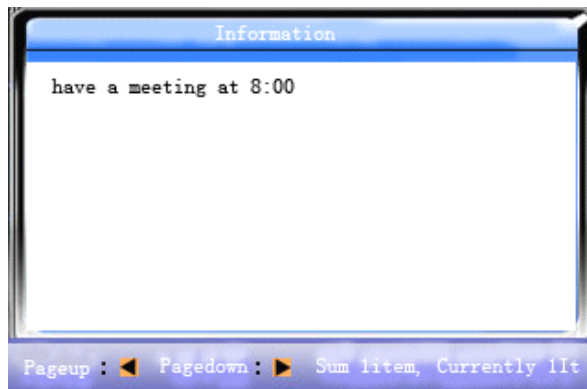 Information
have a meeting at 8:00
Pageup : Pagedown : Sum 1item, Currently 1It